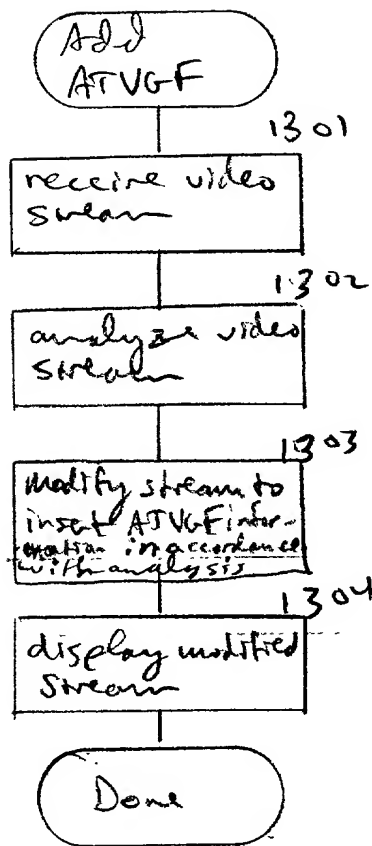 Add
ATVGF
1301
receive video
stream
1302
analyze video
stream
1303
modify stream to
insert ATVGF infor-
mation in accordance
with analysis
1304
display modified
stream
Done